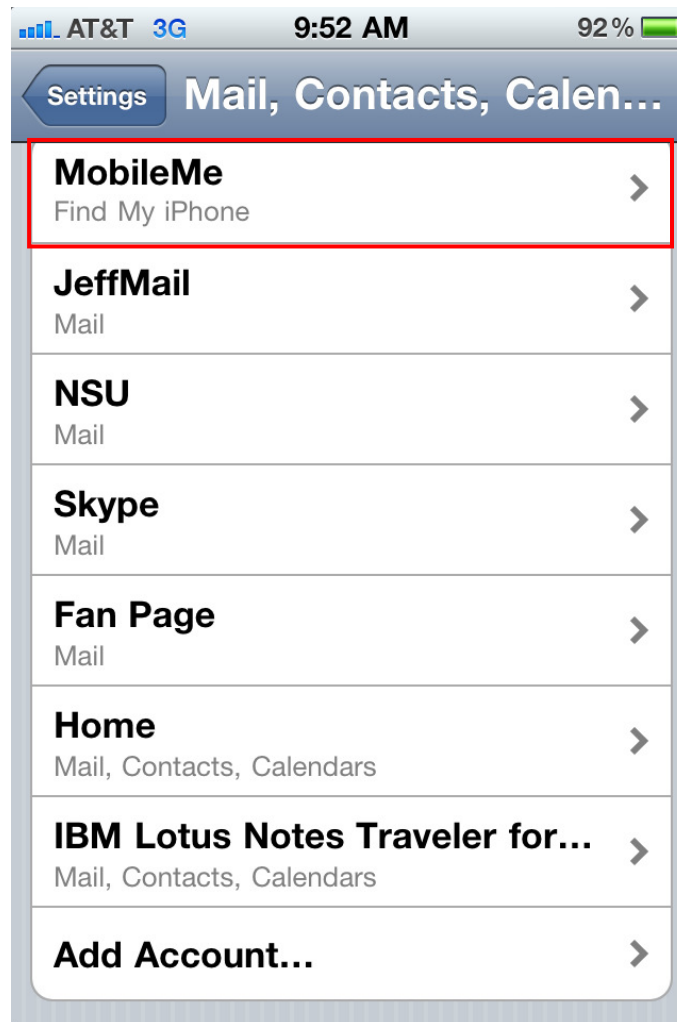 AT&T 3G 9:52 AM 92%
Settings Mail, Contacts, Calen...
MobileMe
Find My iPhone
JeffMail
Mail
NSU
Mail
Skype
Mail
Fan Page
Mail
Home
Mail, Contacts, Calendars
IBM Lotus Notes Traveler for...
Mail, Contacts, Calendars
Add Account...